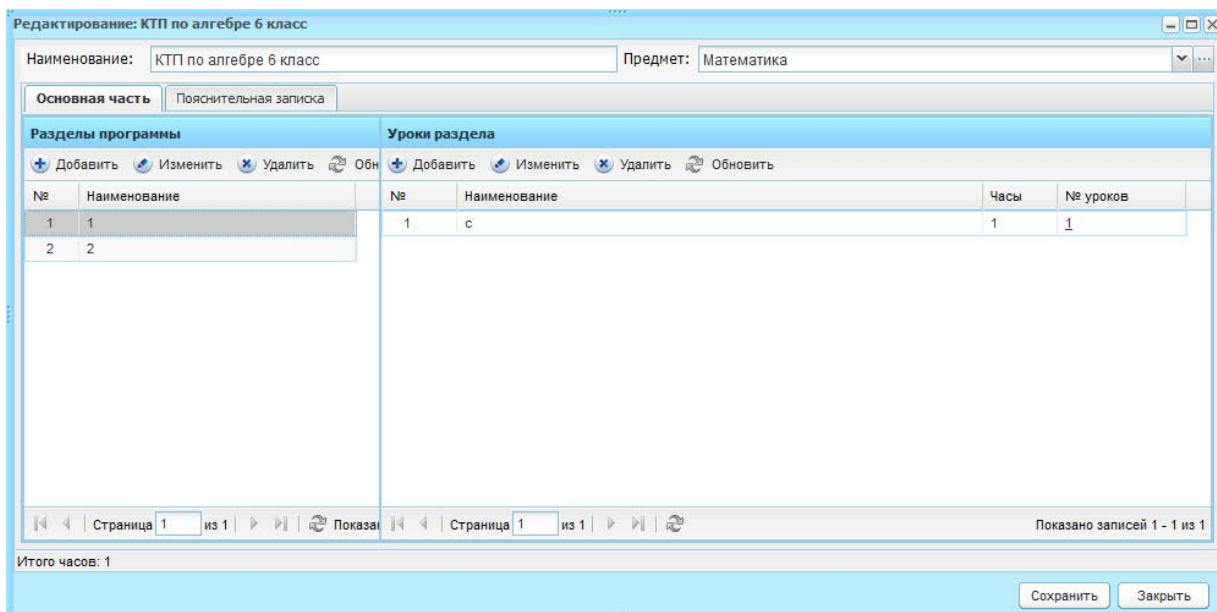 Редактирование: КТП по алгебре 6 класс
Наименование: КТП по алгебре 6 класс Предмет: Математика
Основная часть Пояснительная записка
Разделы программы Уроки раздела
Добавить Изменить Удалить Обн Добавить Изменить Удалить Обновить
№ Наименование № Наименование Часы № уроков
1 1 1 с 1 1
2 2
Страница 1 из 1 Показан Страница 1 из 1 Показано записей 1 - 1 из 1
Итого часов: 1
Сохранить Закрыть